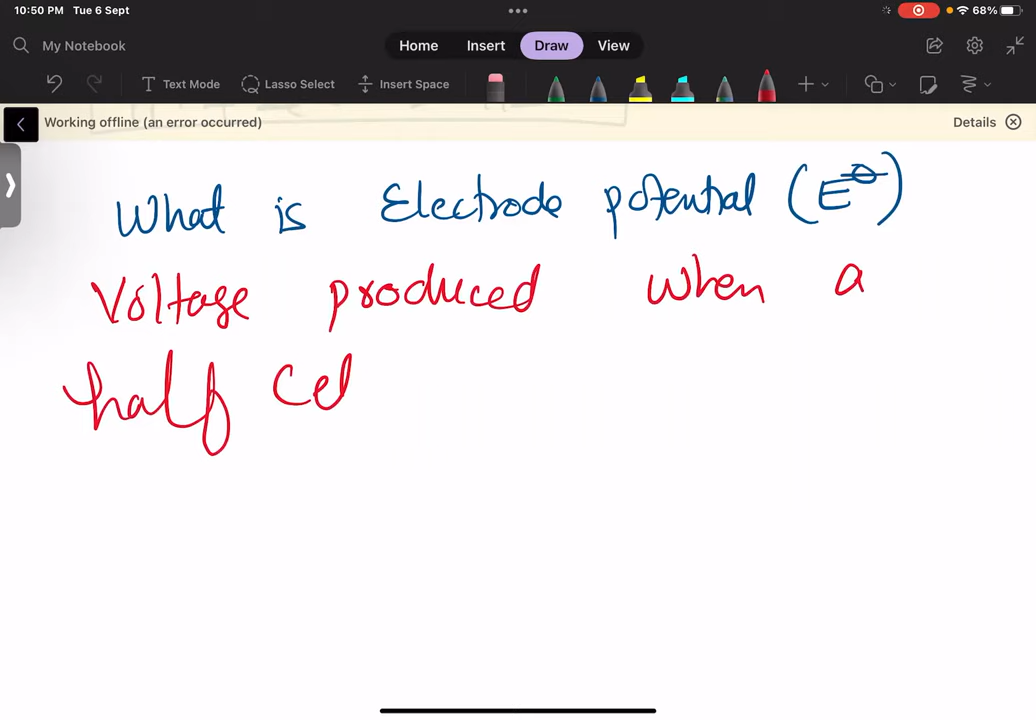 10:50 PM Tue 6 Sept
68%
My Notebook
Home Insert Draw View
Text Mode Lasso Select Insert Space
Working offline (an error occurred) Details
What is Electrode potential (E⦵)
Voltage produced when a
half cel